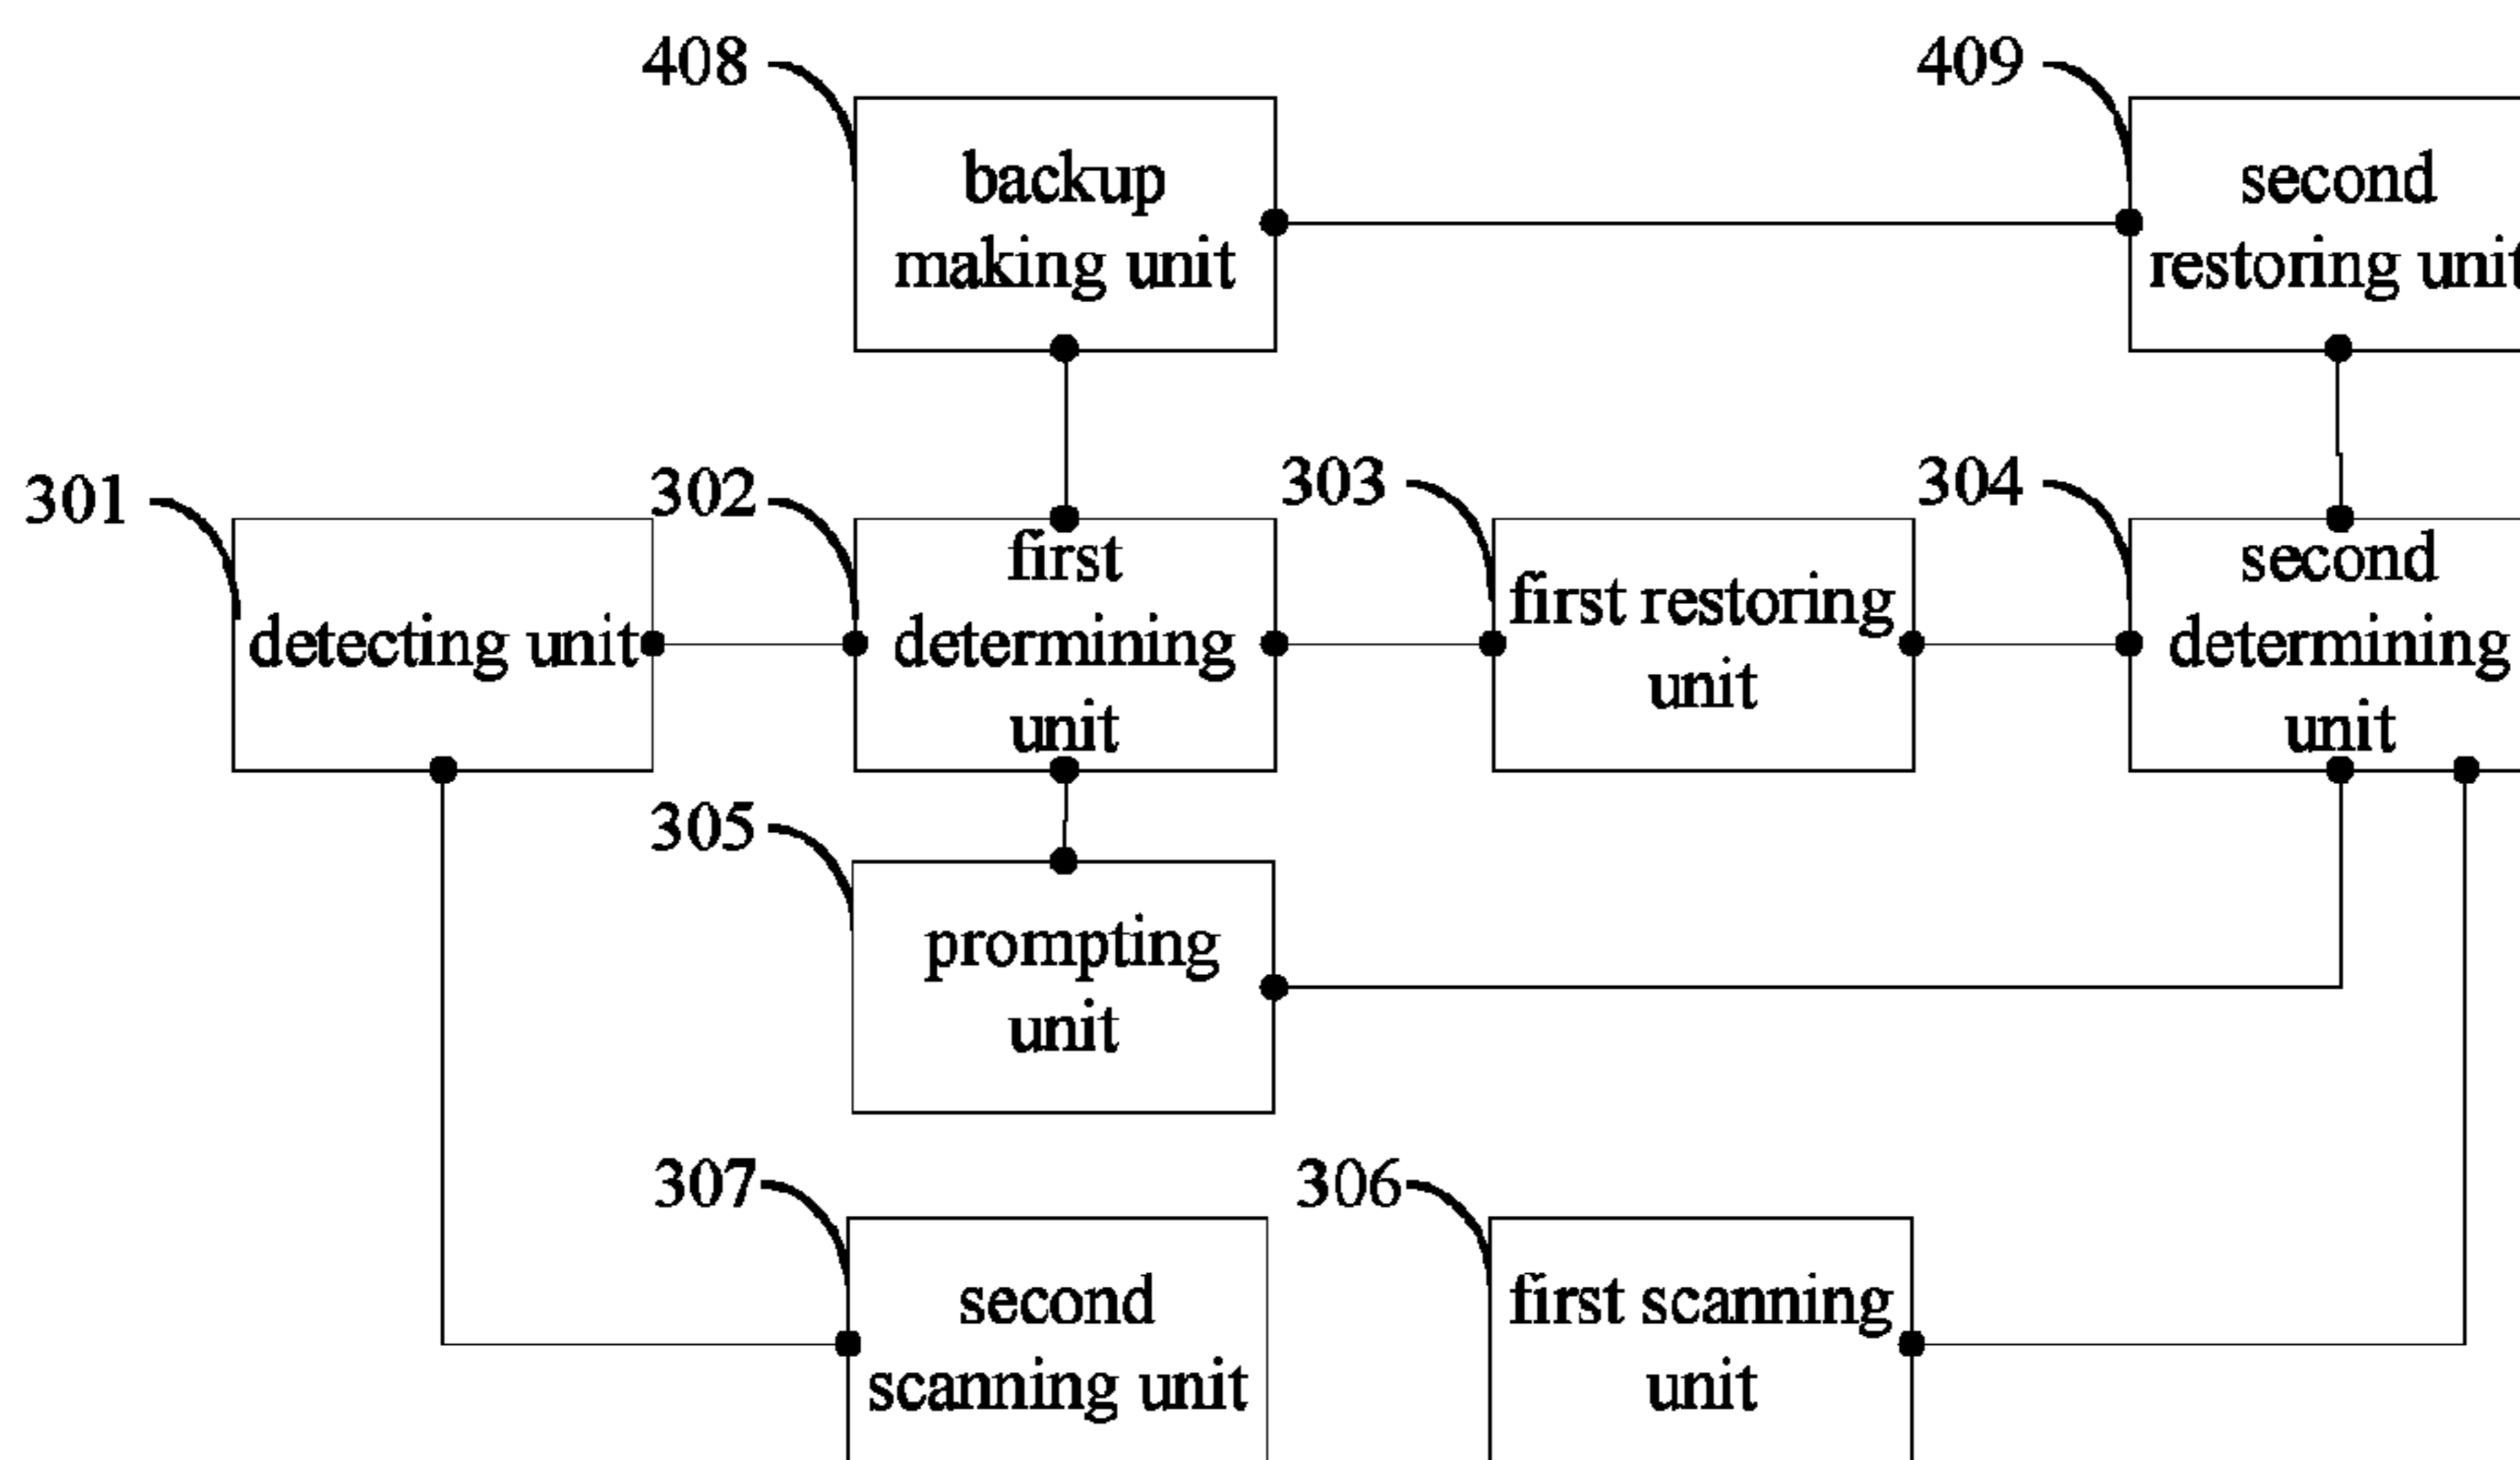 408
409
backup
making unit
second
restoring unit
301
302
303
304
detecting unit
first
determining
unit
first restoring
unit
second
determining
unit
305
prompting
unit
307
306
second
scanning unit
first scanning
unit